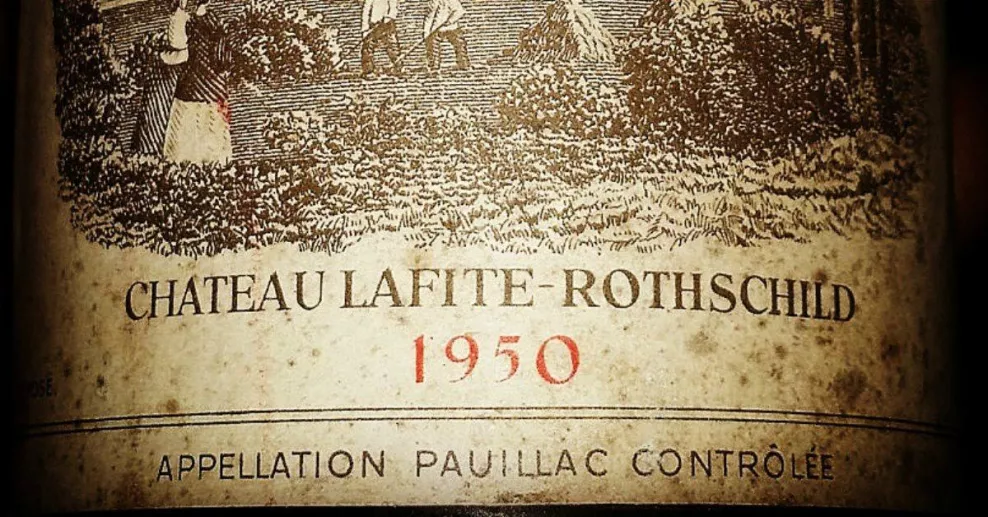 CHATEAU LAFITE-ROTHSCHILD
1950
APPELLATION PAUILLAC CONTRÔLÉE